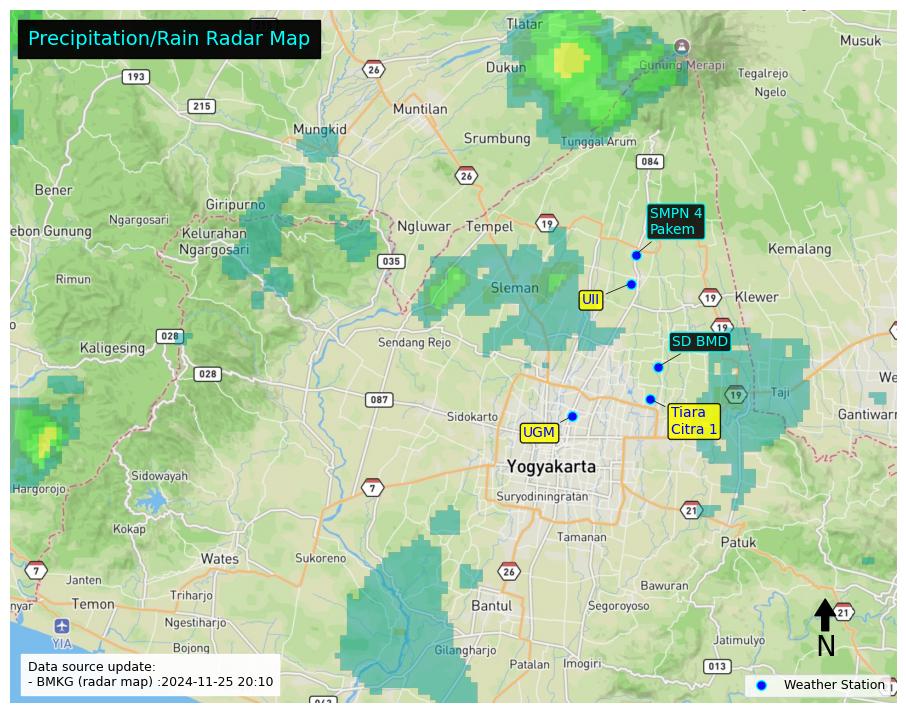 Precipitation/Rain Radar Map
Tlatar
Musuk
Dukun
26
Gunung Merapi
Tegalrejo
193
Ngelo
215
Muntilan
Mungkid
Srumbung
Tunggal Arum
084
26
Bener
Giripurno
SMPN 4
Pakem
Ngargosari
Ngluwar
Tempel
19
ebon Gunung
Kelurahan
Ngargosari
Kemalang
035
Rimun
Sleman
UII
19
Klewer
19
028
Sendang Rejo
SD BMD
Kaligesing
028
We
087
19
Taji
Sidokarto
Tiara
Citra 1
Gantiwar
UGM
Yogyakarta
Sidowayah
Hargorojo
7
Suryodiningratan
21
Kokap
Tamanan
Patuk
Wates
Sukoreno
7
Janten
26
Bawuran
Triharjo
nyar
Temon
Bantul
Segoroyoso
21
Ngestiharjo
YIA
Jatimulyo
N
Bojong
Gilangharjo
Patalan
Imogiri
013
Data source update:
- BMKG (radar map) :2024-11-25 20:10
Weather Station